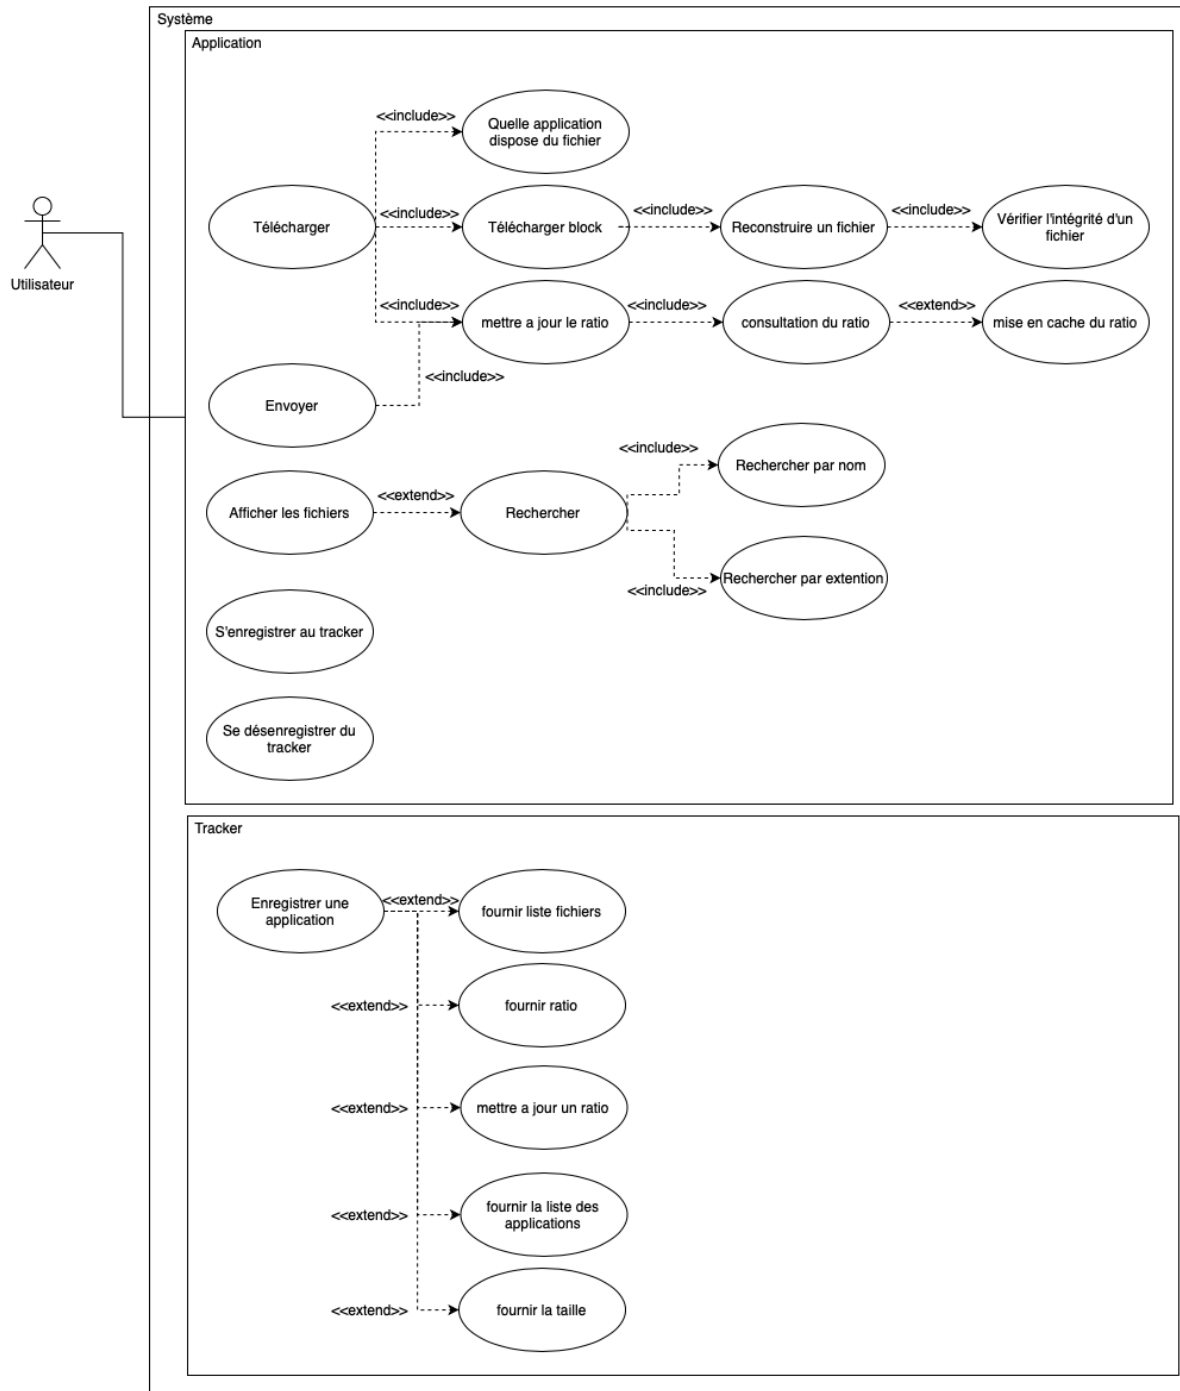 Système
Application
<<include>>
Quelle application
dispose du fichier
Utilisateur
Télécharger
<<include>>
Télécharger block
<<include>>
Reconstruire un fichier
<<include>>
Vérifier l'intégrité d'un
fichier
<<include>>
mettre a jour le ratio
<<include>>
consultation du ratio
<<extend>>
mise en cache du ratio
<<include>>
Envoyer
<<include>>
Rechercher par nom
Afficher les fichiers
<<extend>>
Rechercher
Rechercher par extention
<<include>>
S'enregistrer au tracker
Se désenregistrer du
tracker
Tracker
Enregistrer une
application
<<extend>>
fournir liste fichiers
<<extend>>
fournir ratio
<<extend>>
mettre a jour un ratio
<<extend>>
fournir la liste des
applications
<<extend>>
fournir la taille